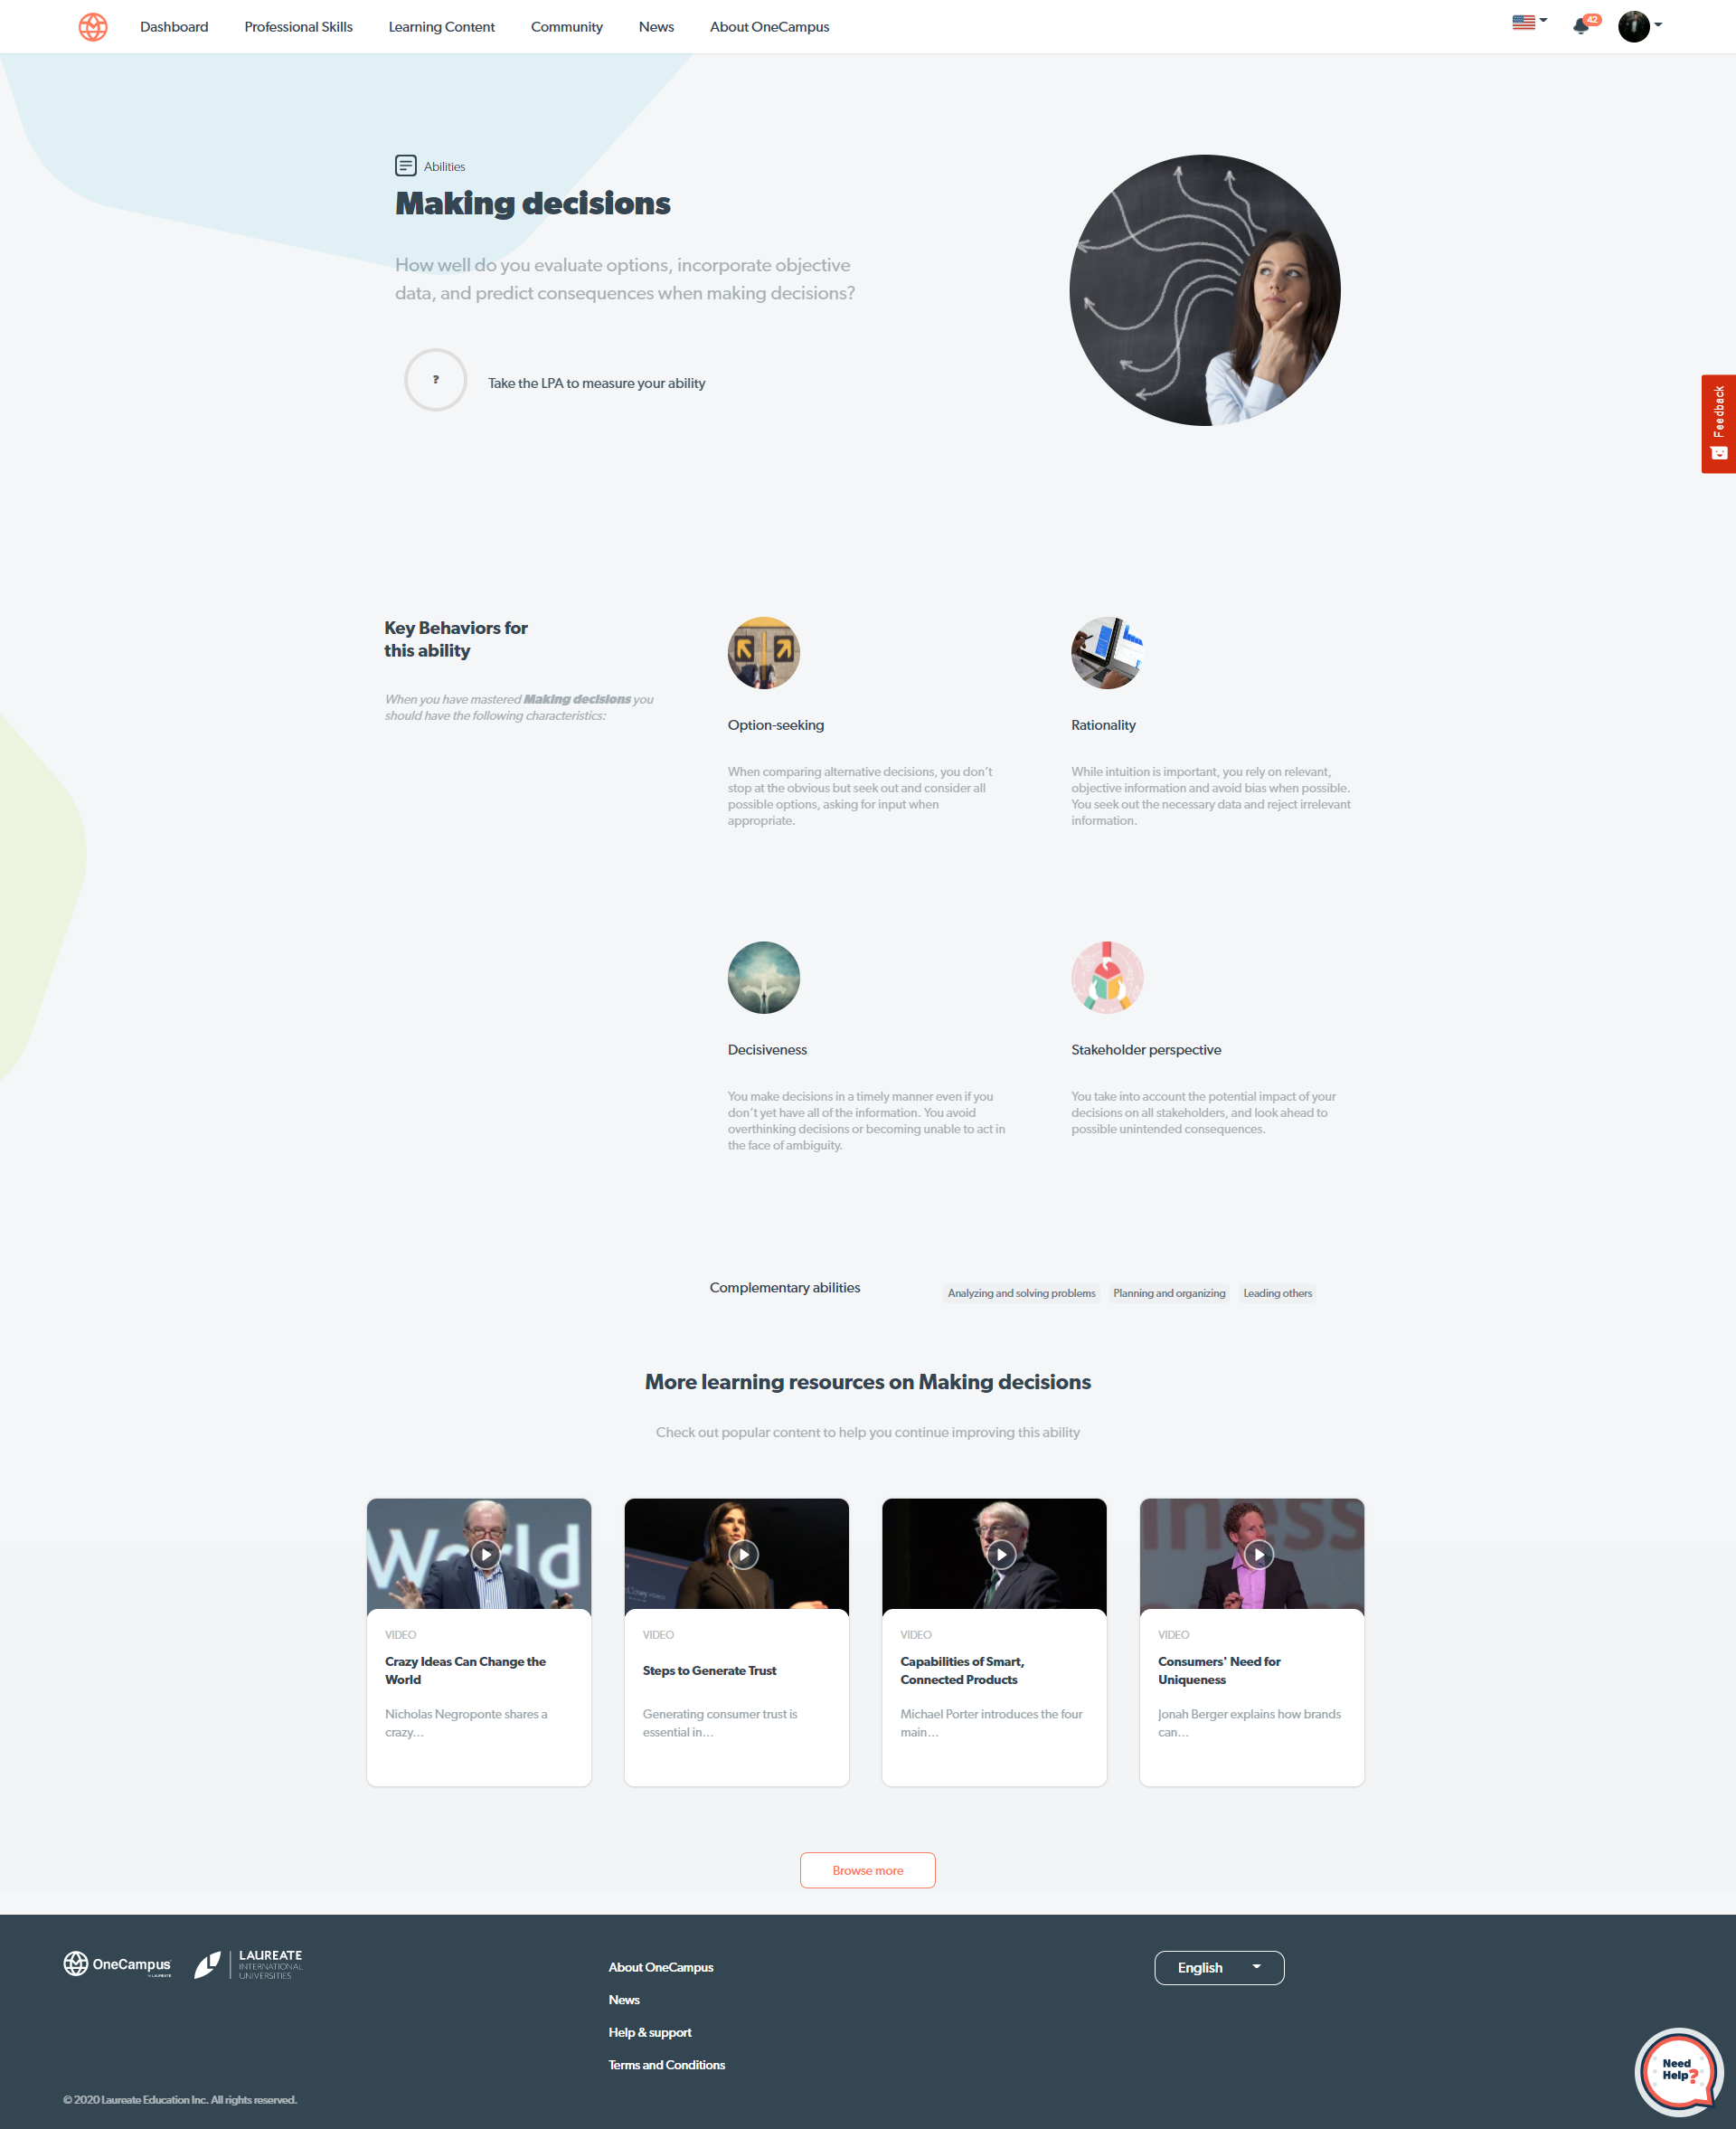 Dashboard
Professional Skills
Learning Content
Community
News
About OneCampus
42
Abilities
Making decisions
How well do you evaluate options, incorporate objective
data, and predict consequences when making decisions?
?
Take the LPA to measure your ability
Feedback
Key Behaviors for
this ability
When you have mastered Making decisions you
should have the following characteristics:
Option-seeking
When comparing alternative decisions, you don't
stop at the obvious but seek out and consider all
possible options, asking for input when
appropriate.
Rationality
While intuition is important, you rely on relevant,
objective information and avoid bias when possible.
You seek out the necessary data and reject irrelevant
information.
Decisiveness
You make decisions in a timely manner even if you
don't yet have all of the information. You avoid
overthinking decisions or becoming unable to act in
the face of ambiguity.
Stakeholder perspective
You take into account the potential impact of your
decisions on all stakeholders, and look ahead to
possible unintended consequences.
Complementary abilities
Analyzing and solving problems
Planning and organizing
Leading others
More learning resources on Making decisions
Check out popular content to help you continue improving this ability
World
VIDEO
Crazy Ideas Can Change the
World
Nicholas Negroponte shares a
crazy...
VIDEO
Steps to Generate Trust
Generating consumer trust is
essential in...
VIDEO
Capabilities of Smart,
Connected Products
Michael Porter introduces the four
main...
iness
VIDEO
Consumers' Need for
Uniqueness
Jonah Berger explains how brands
can...
Browse more
OneCampus
by LAUREATE
LAUREATE
INTERNATIONAL
UNIVERSITIES
About OneCampus
News
Help & support
Terms and Conditions
English
Need
Help?
© 2020 Laureate Education Inc. All rights reserved.